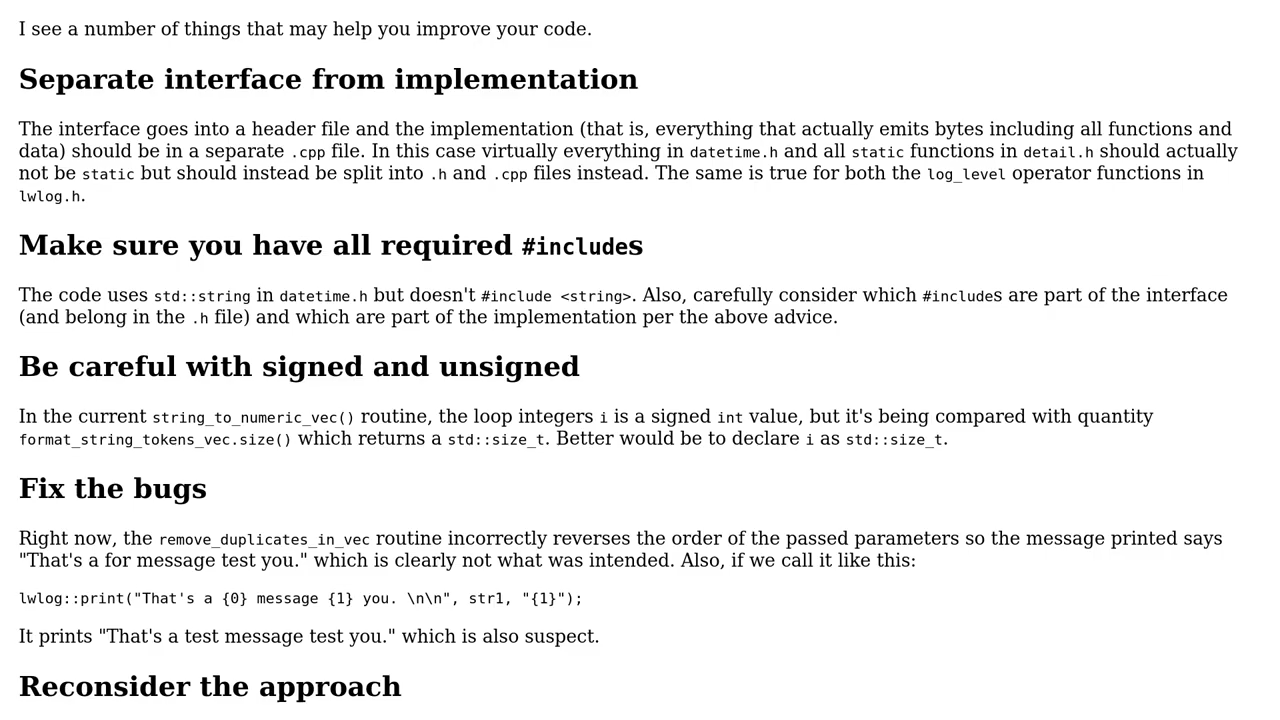 I see a number of things that may help you improve your code.
Separate interface from implementation
The interface goes into a header file and the implementation (that is, everything that actually emits bytes including all functions and
data) should be in a separate .cpp file. In this case virtually everything in datetime.h and all static functions in detail.h should actually
not be static but should instead be split into .h and .cpp files instead. The same is true for both the log_level operator functions in
lwlog.h.
Make sure you have all required #includes
The code uses std::string in datetime.h but doesn't #include <string>. Also, carefully consider which #includes are part of the interface
(and belong in the .h file) and which are part of the implementation per the above advice.
Be careful with signed and unsigned
In the current string_to_numeric_vec() routine, the loop integers i is a signed int value, but it's being compared with quantity
format_string_tokens_vec.size() which returns a std::size_t. Better would be to declare i as std::size_t.
Fix the bugs
Right now, the remove_duplicates_in_vec routine incorrectly reverses the order of the passed parameters so the message printed says
"That's a for message test you." which is clearly not what was intended. Also, if we call it like this:
lwlog::print("That's a {0} message {1} you. \n\n", str1, "{1}");
It prints "That's a test message test you." which is also suspect.
Reconsider the approach